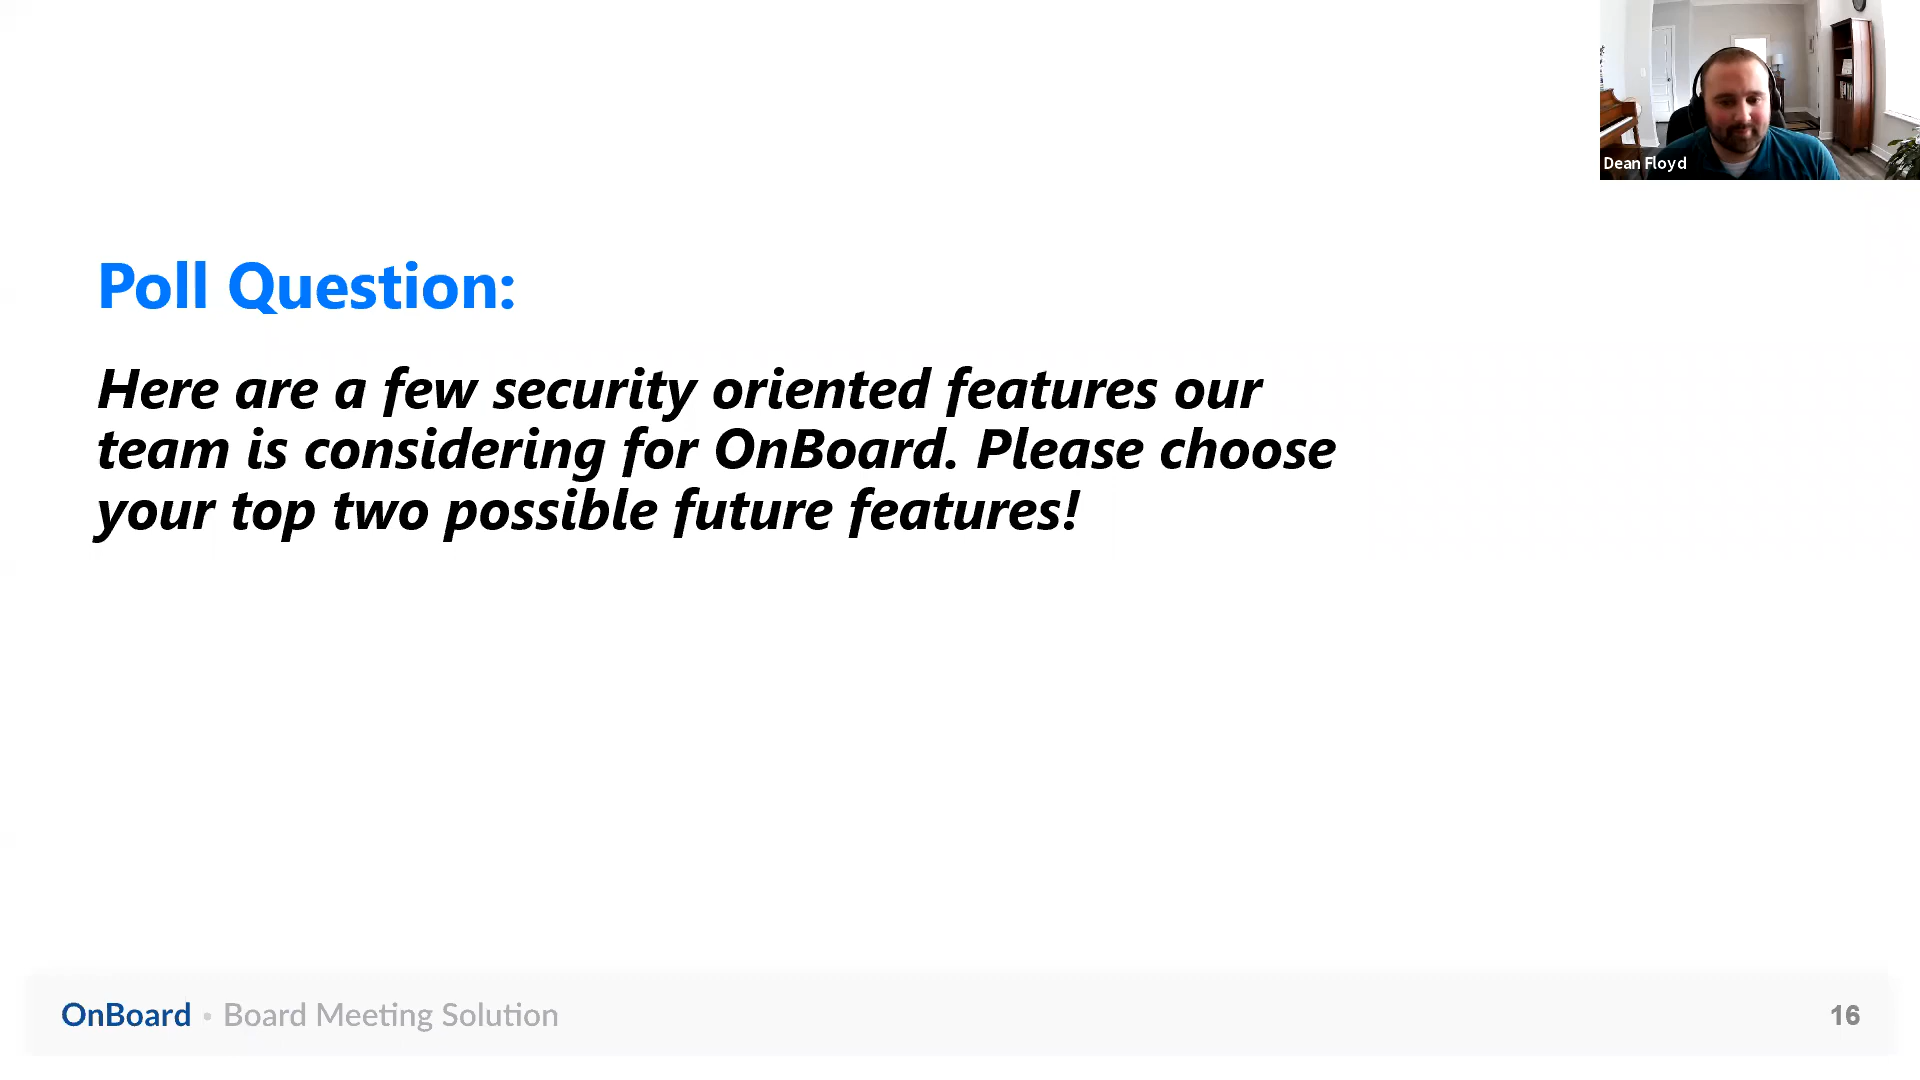 Dean Floyd
Poll Question:
Here are a few security oriented features our
team is considering for OnBoard. Please choose
your top two possible future features!
OnBoard • Board Meeting Solution
16